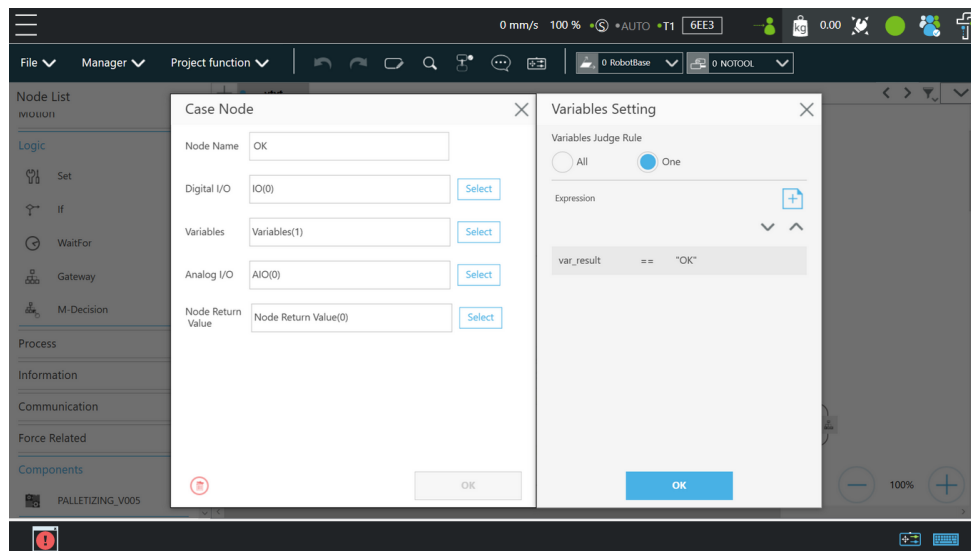 0 mm/s 100 % •Ⓢ •AUTO •T1 6EE3 kg 0.00
File Manager Project function 0 RobotBase 0 NOTOOL
Node List
Motion
Logic
Set
If
WaitFor
Gateway
M-Decision
Process
Information
Communication
Force Related
Components
PALLETIZING_V005
Case Node
Node Name OK
Digital I/O IO(0) Select
Variables Variables(1) Select
Analog I/O AIO(0) Select
Node Return
Value
Node Return Value(0) Select
OK
Variables Setting
Variables Judge Rule
All One
Expression
var_result == "OK"
OK
100%